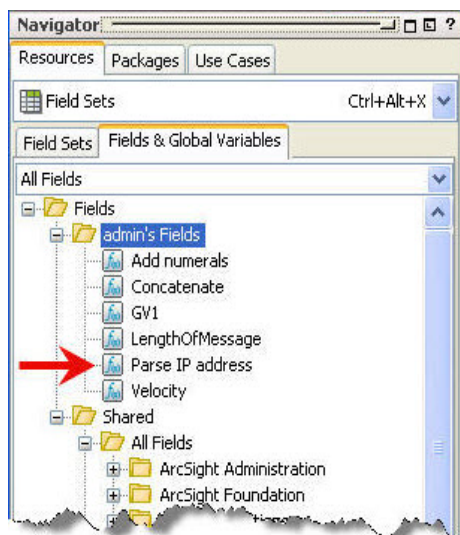 Navigator ?
Resources Packages Use Cases
Field Sets Ctrl+Alt+X
Field Sets Fields & Global Variables
All Fields
Fields
admin's Fields
Add numerals
Concatenate
GV1
LengthOfMessage
Parse IP address
Velocity
Shared
All Fields
ArcSight Administration
ArcSight Foundation